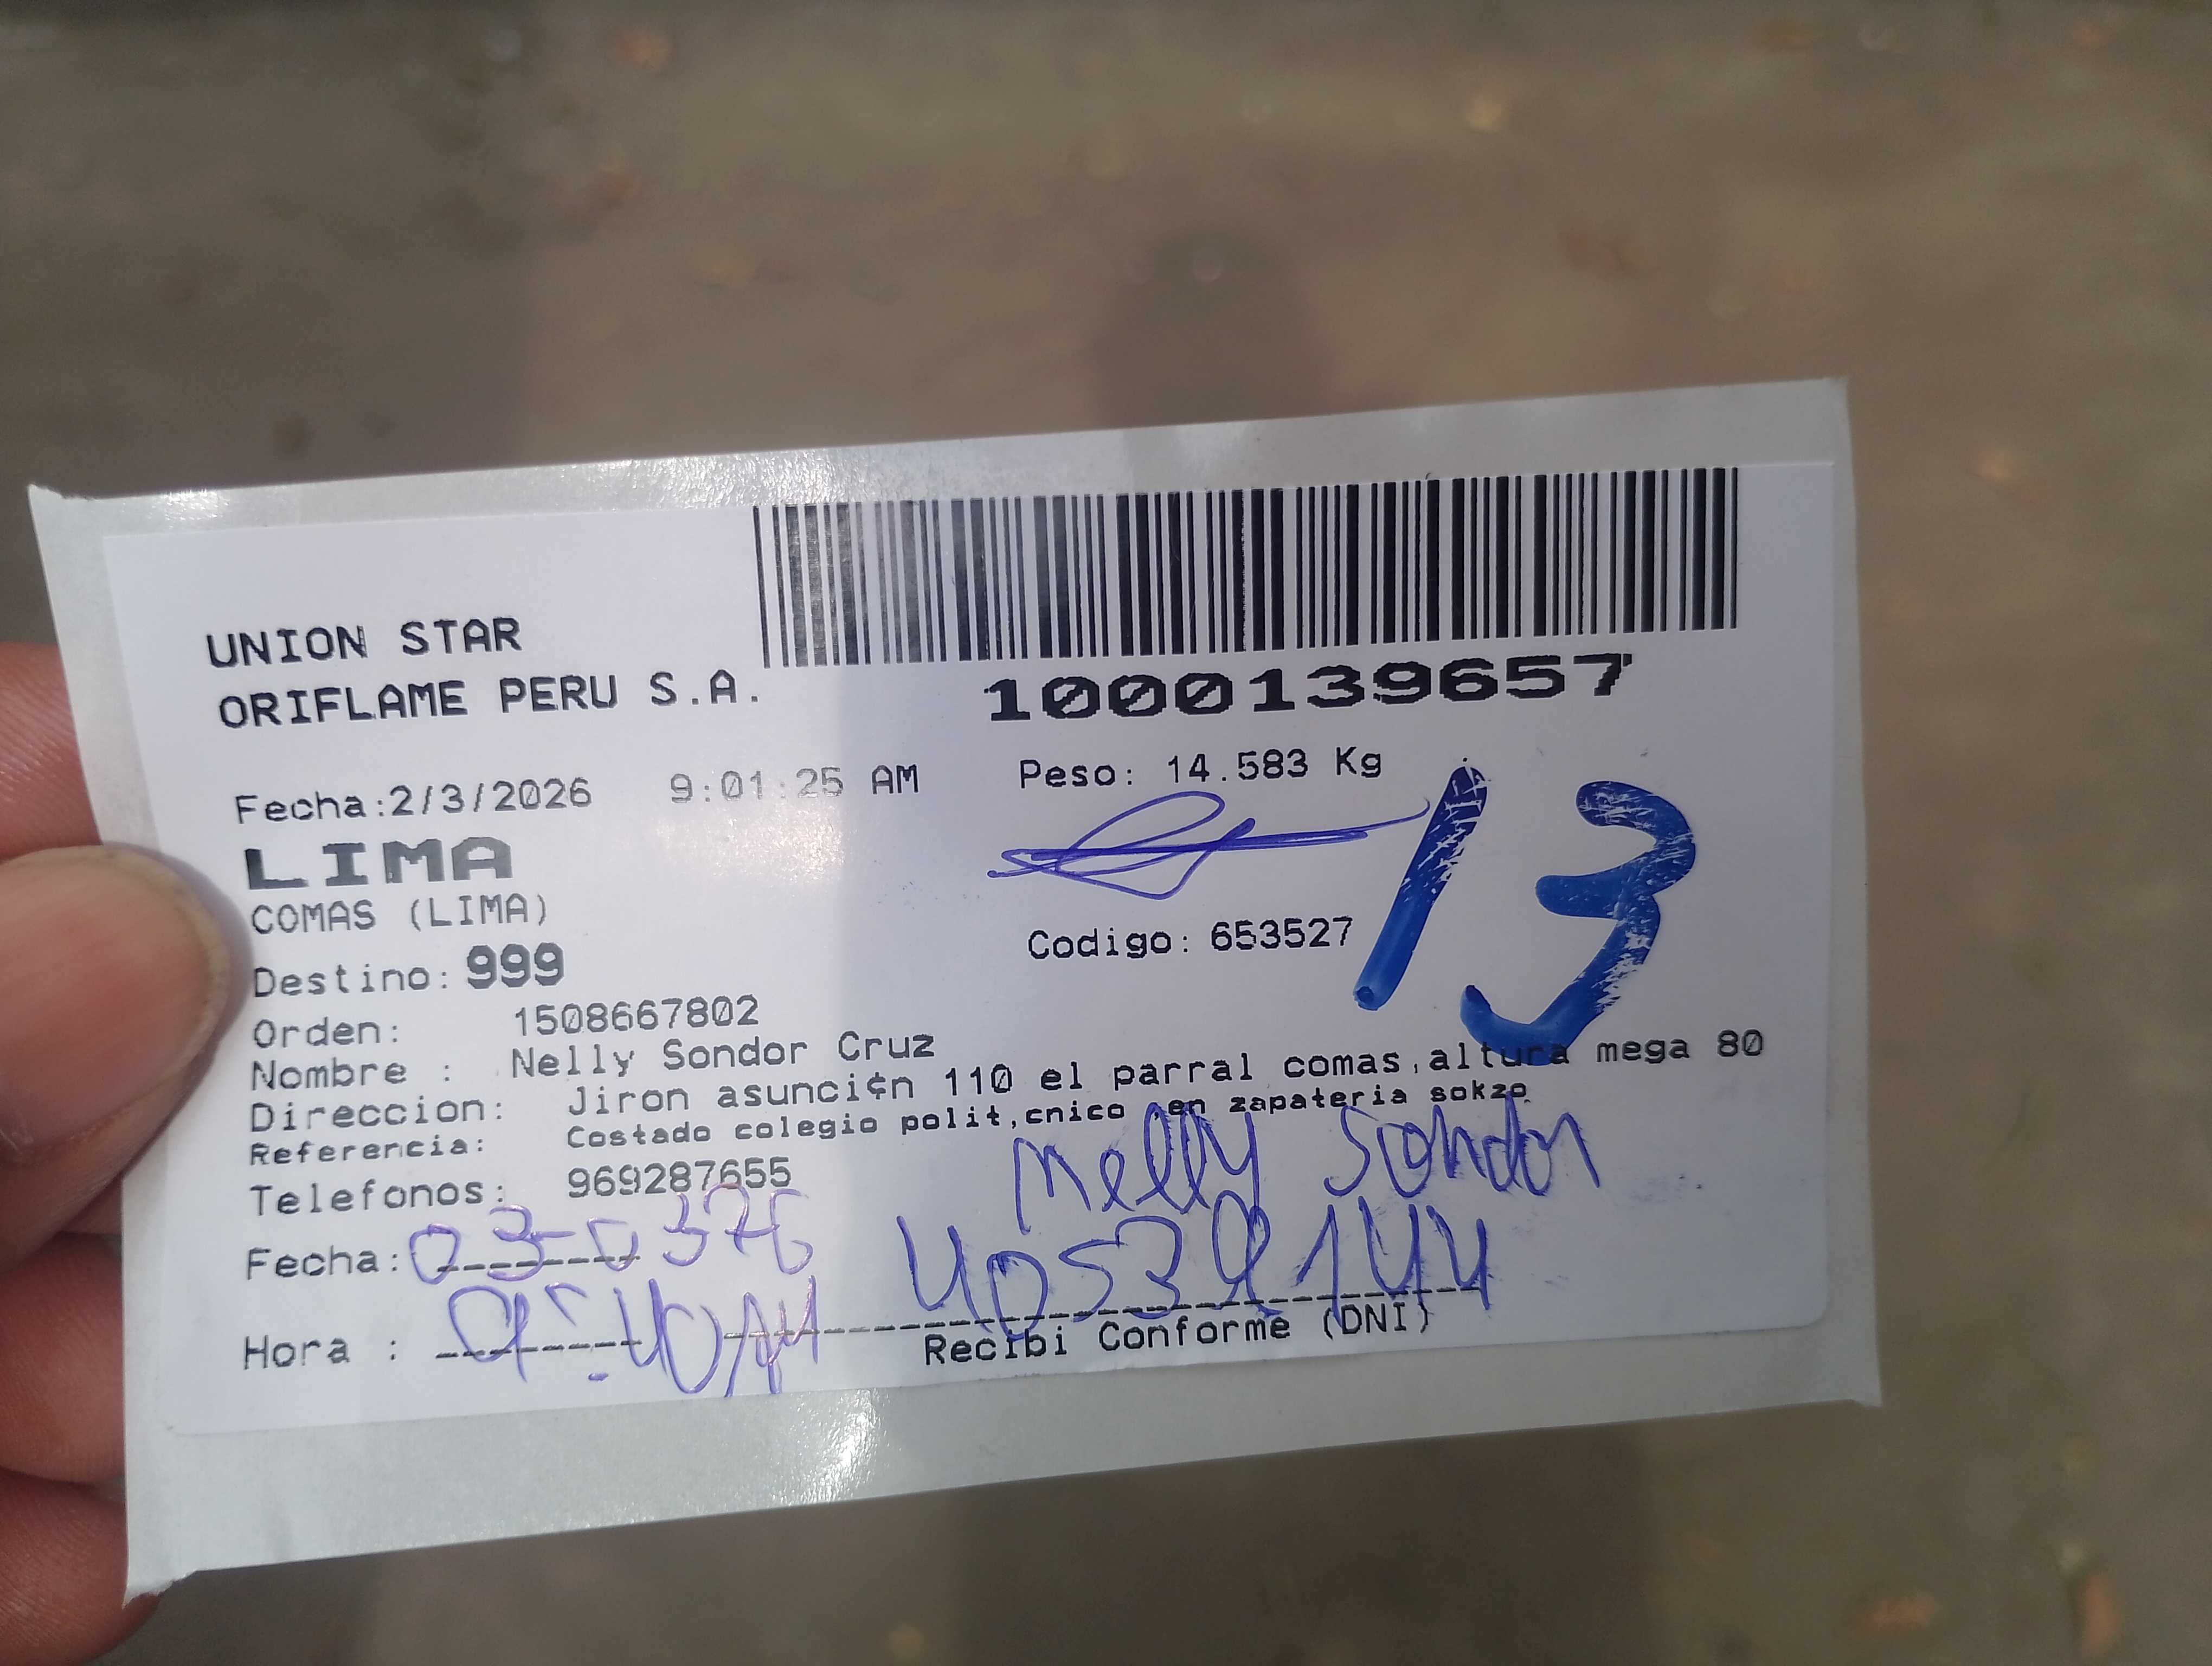 UNION STAR
ORIFLAME PERU S.A.
1000139657
Fecha:2/3/2026 9:01:25 AM Peso: 14.583 Kg
LIMA
13
COMAS (LIMA)
Codigo: 653527
Destino: 999
Orden: 1508667802
Nombre : Nelly Sondor Cruz
Direccion: Jiron asunci¢n 110 el parral comas,altura mega 80
Referencia: Costado colegio polit,cnico ,en zapateria sokzo
Telefonos: 969287655
Nelly Sondor
Fecha: 03-03-26
Hora : 9:40AM
Recibi Conforme (DNI)